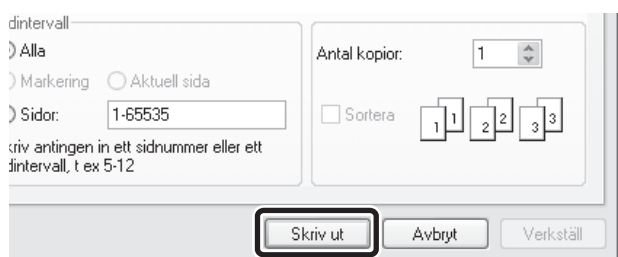 dintervall
Alla
Markering Aktuell sida
Sidor: 1-65535
kriv antingen in ett sidnummer eller ett
dintervall, t ex 5-12
Antal kopior: 1
Sortera 1 1 2 2 3 3
Skriv ut Avbryt Verkställ